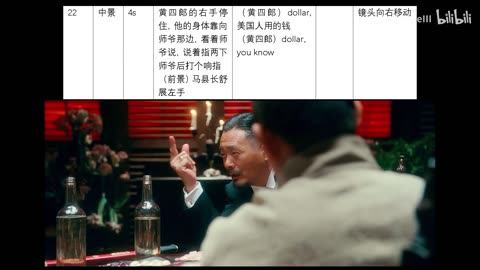 22
中景
4s
黄四郎的右手停
住，他的身体靠向
师爷那边，看着师
爷说，说着指两下
师爷后打个响指
（前景）马县长舒
展左手
（黄四郎）dollar,
美国人用的钱
（黄四郎）dollar,
you know
镜头向右移动
bilibili